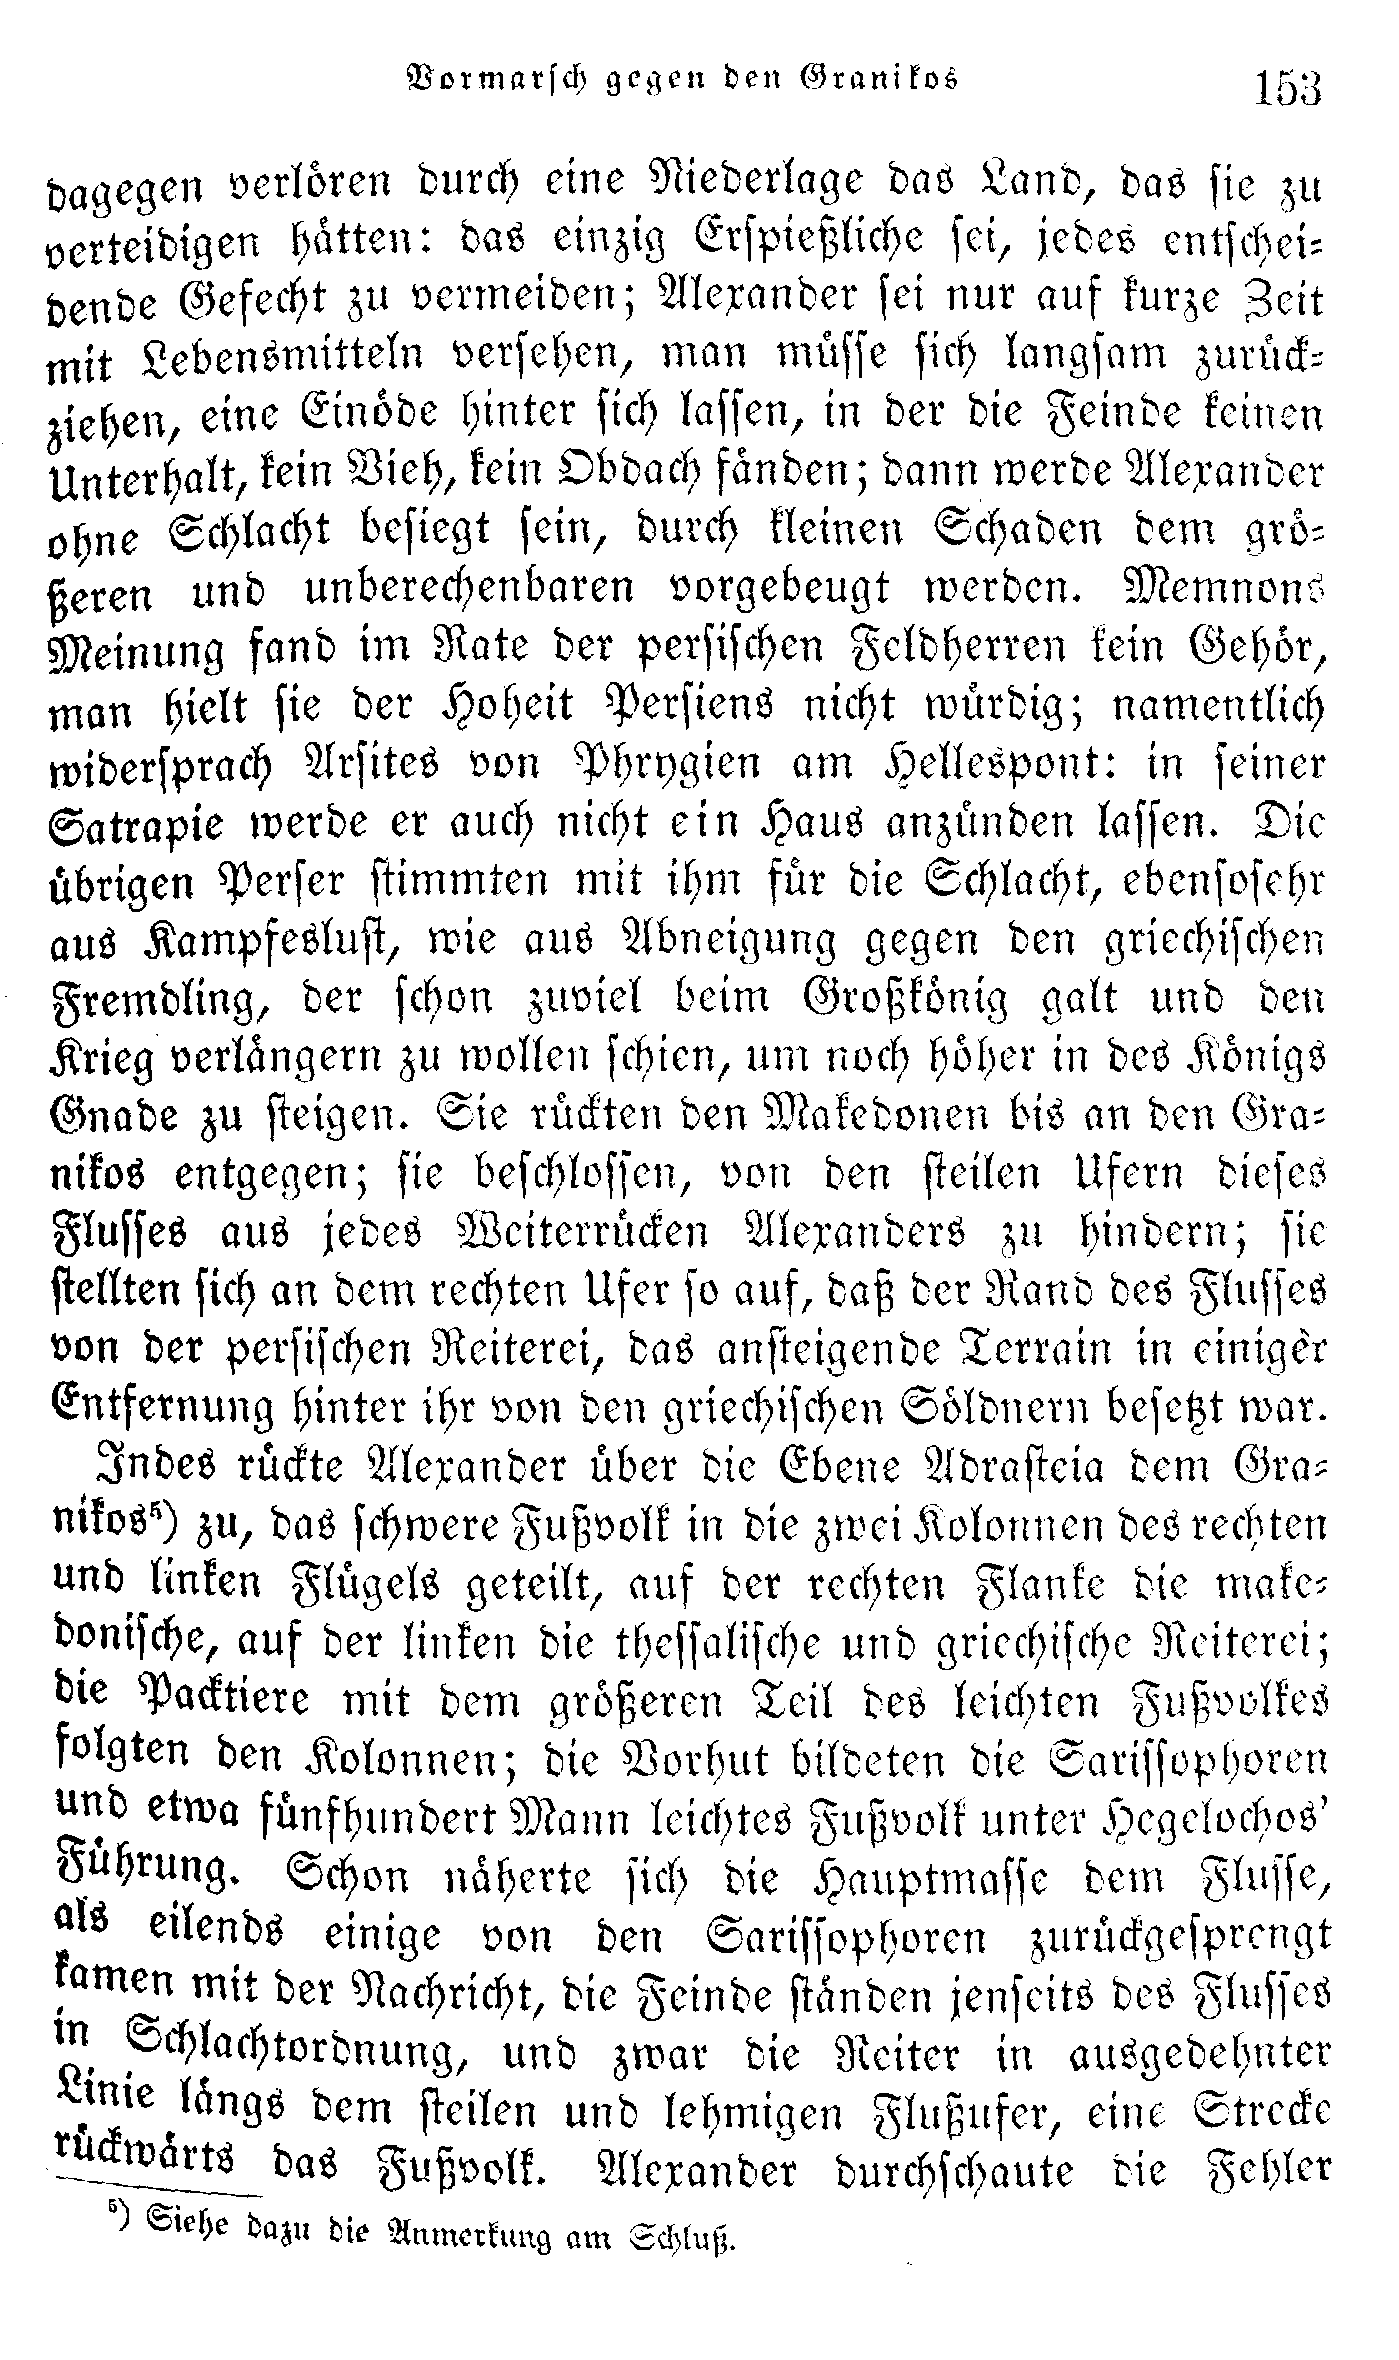 Vormarsch gegen den Granikos 153
dagegen verlören durch eine Niederlage das Land, das sie zu
verteidigen hätten: das einzig Ersprießliche sei, jedes entschei-
dende Gefecht zu vermeiden; Alexander sei nur auf kurze Zeit
mit Lebensmitteln versehen, man müsse sich langsam zurück-
ziehen, eine Einöde hinter sich lassen, in der die Feinde keinen
Unterhalt, kein Vieh, kein Obdach fänden; dann werde Alexander
ohne Schlacht besiegt sein, durch kleinen Schaden dem grö-
ßeren und unberechenbaren vorgebeugt werden. Memnons
Meinung fand im Rate der persischen Feldherren kein Gehör,
man hielt sie der Hoheit Persiens nicht würdig; namentlich
widersprach Arsites von Phrygien am Hellespont: in seiner
Satrapie werde er auch nicht ein Haus anzünden lassen. Die
übrigen Perser stimmten mit ihm für die Schlacht, ebensosehr
aus Kampfeslust, wie aus Abneigung gegen den griechischen
Fremdling, der schon zuviel beim Großkönig galt und den
Krieg verlängern zu wollen schien, um noch höher in des Königs
Gnade zu steigen. Sie rückten den Makedonen bis an den Gra-
nikos entgegen; sie beschlossen, von den steilen Ufern dieses
Flusses aus jedes Weiterrücken Alexanders zu hindern; sie
stellten sich an dem rechten Ufer so auf, daß der Rand des Flusses
von der persischen Reiterei, das ansteigende Terrain in einiger
Entfernung hinter ihr von den griechischen Söldnern besetzt war.
Indes rückte Alexander über die Ebene Adrasteia dem Gra-
nikos⁵) zu, das schwere Fußvolk in die zwei Kolonnen des rechten
und linken Flügels geteilt, auf der rechten Flanke die make-
donische, auf der linken die thessalische und griechische Reiterei;
die Packtiere mit dem größeren Teil des leichten Fußvolkes
folgten den Kolonnen; die Vorhut bildeten die Sarissophoren
und etwa fünfhundert Mann leichtes Fußvolk unter Hegelochos'
Führung. Schon näherte sich die Hauptmasse dem Flusse,
als eilends einige von den Sarissophoren zurückgesprengt
kamen mit der Nachricht, die Feinde ständen jenseits des Flusses
in Schlachtordnung, und zwar die Reiter in ausgedehnter
Linie längs dem steilen und lehmigen Flußufer, eine Strecke
rückwärts das Fußvolk. Alexander durchschaute die Fehler
⁵) Siehe dazu die Anmerkung am Schluß.